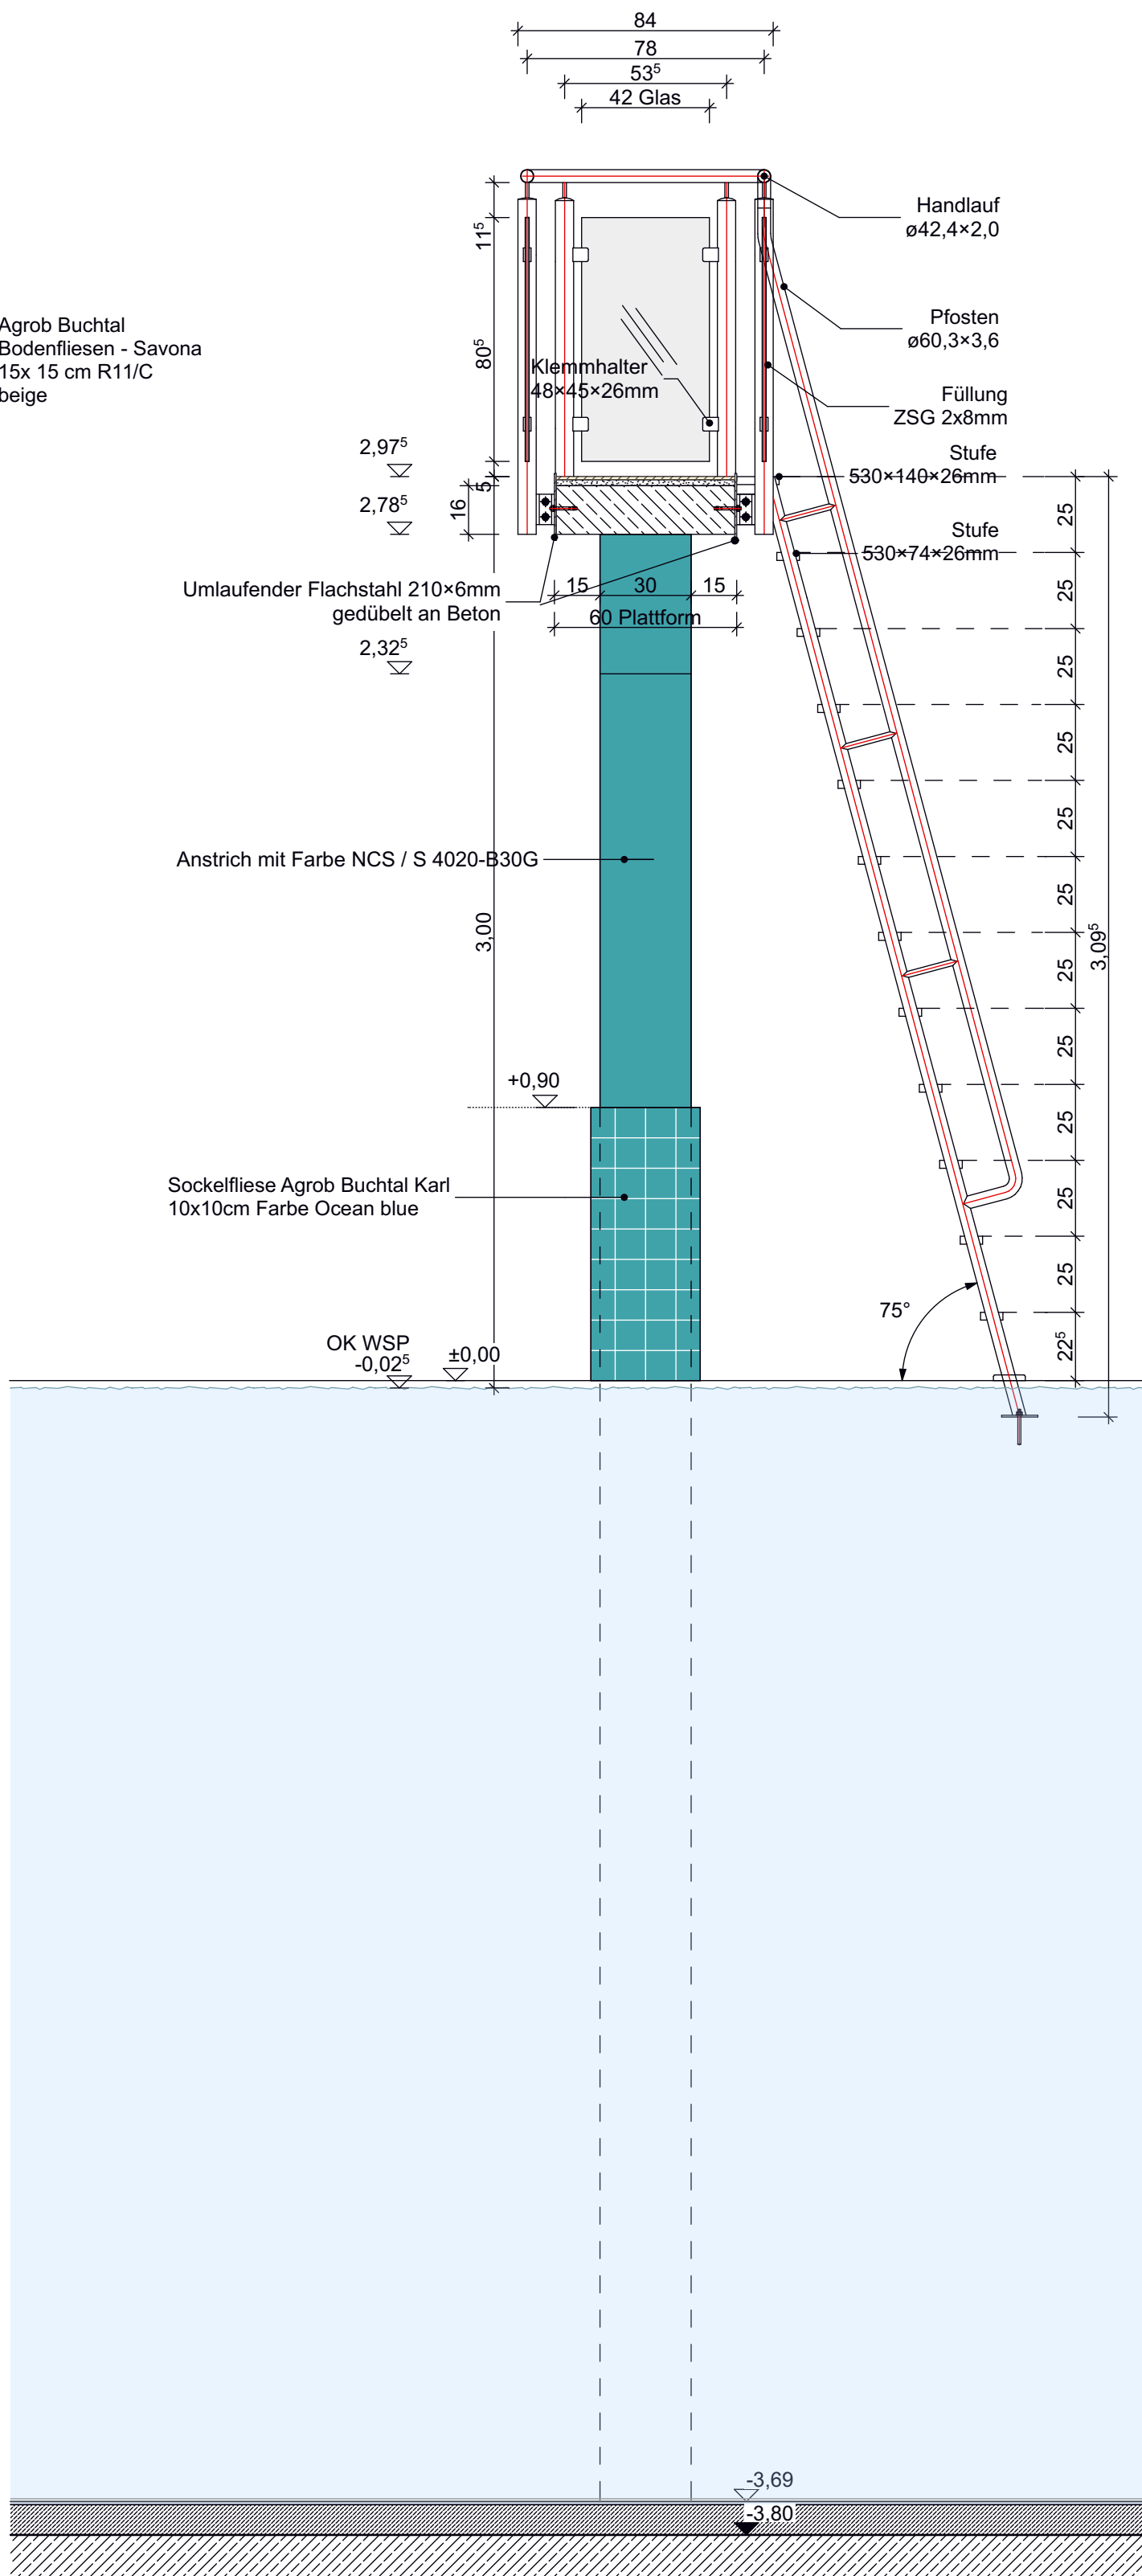 84
78
53⁵
42 Glas
Handlauf
ø42,4×2,0
11⁵
Pfosten
ø60,3×3,6
Agrob Buchtal
Bodenfliesen - Savona
15x 15 cm R11/C
beige
80⁵
Klemmhalter
48×45×26mm
Füllung
ZSG 2x8mm
2,97⁵
Stufe
530×140×26mm
5
16
2,78⁵
25
Stufe
530×74×26mm
Umlaufender Flachstahl 210×6mm
gedübelt an Beton
15
30
15
25
60 Plattform
2,32⁵
25
25
25
Anstrich mit Farbe NCS / S 4020-B30G
25
3,00
3,09⁵
25
25
+0,90
25
Sockelfliese Agrob Buchtal Karl
10x10cm Farbe Ocean blue
25
25
75°
OK WSP
-0,02⁵
±0,00
22⁵
-3,69
-3,80